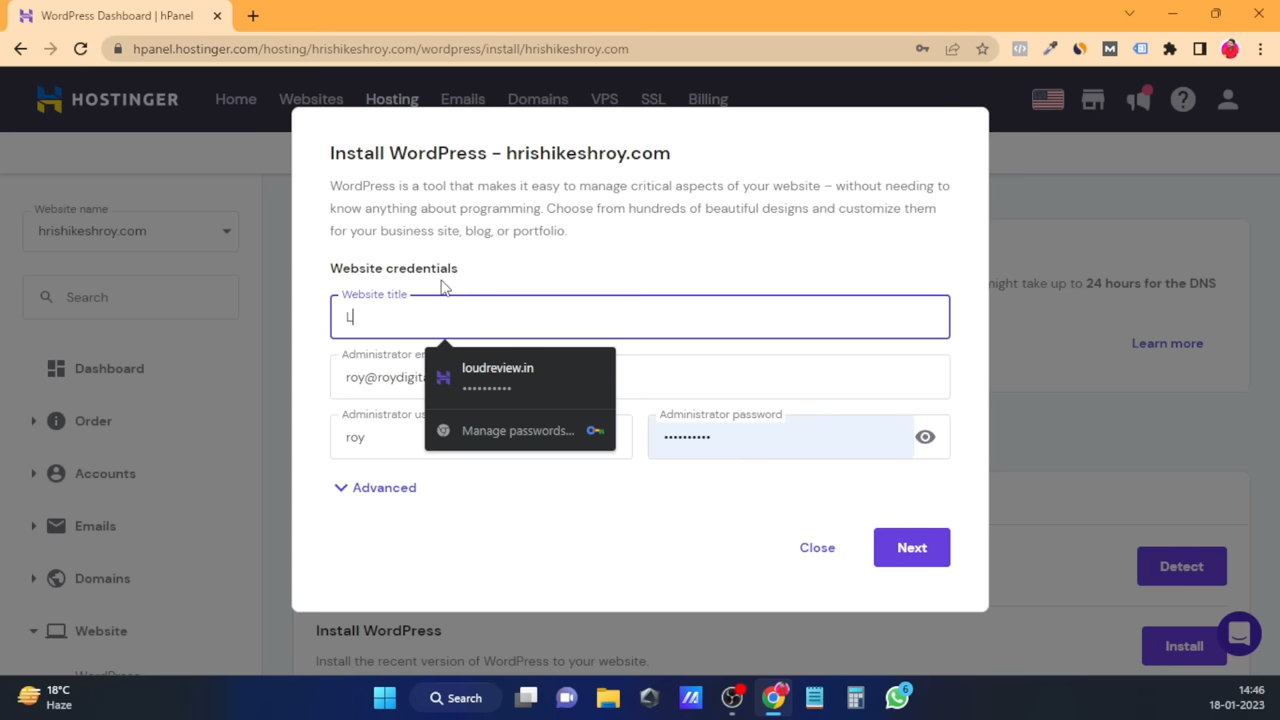 WordPress Dashboard | hPanel
hpanel.hostinger.com/hosting/hrishikeshroy.com/wordpress/install/hrishikeshroy.com
HOSTINGER
Home
Websites
Hosting
Emails
Domains
VPS
SSL
Billing
Website name
hrishikeshroy.com
Search
Dashboard
Order
Accounts
Emails
Domains
Website
Install WordPress - hrishikeshroy.com
WordPress is a tool that makes it easy to manage critical aspects of your website – without needing to
know anything about programming. Choose from hundreds of beautiful designs and customize them
for your business site, blog, or portfolio.
Website credentials
Website title
L
Administrator
roy@roydigit
loudreview.in
••••••••••
Manage passwords...
Administrator
roy
Administrator password
••••••••••
Advanced
Close
Next
might take up to 24 hours for the DNS
Learn more
Detect
Install WordPress
Install the recent version of WordPress to your website.
Install
18°C
Haze
Search
6
14:46
18-01-2023